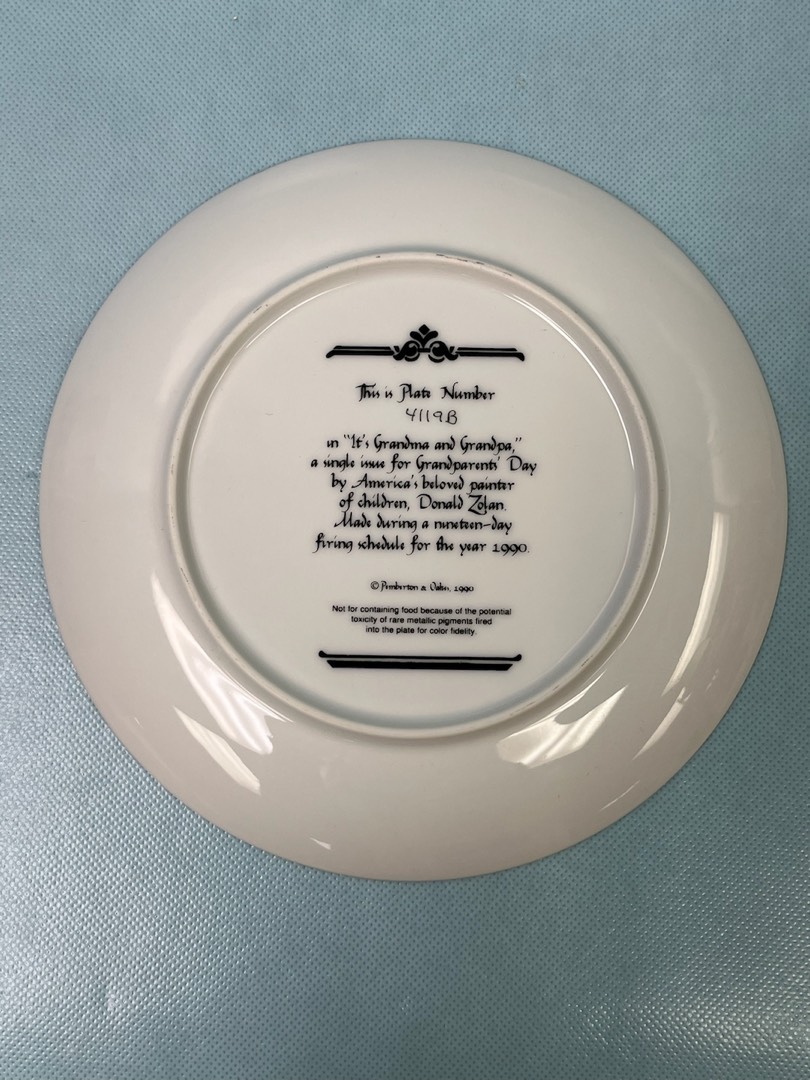 This is Plate Number
4119B
in "It's Grandma and Grandpa,"
a single issue for Grandparents' Day
by America's beloved painter
of children, Donald Zolan.
Made during a nineteen-day
firing schedule for the year 1990.
© Pemberton & Oakes, 1990
Not for containing food because of the potential
toxicity of rare metallic pigments fired
into the plate for color fidelity.